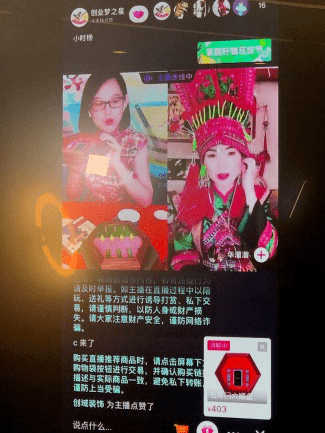 创业梦之星
16
小时榜
主播连线中
华溜溜
请及时举报。如主播在直播过程中以陪
玩、送礼等方式进行诱导打赏、私下交
易，请谨慎判断，以防人身或财产损
失。请大家注意财产安全，谨防网络诈
骗。
c 来了
购买直播推荐商品时，请点击屏幕下方
购物袋按钮进行交易，并确认购买链接
描述与实际商品一致，避免私下转账，
谨防上当受骗。
创域装饰 为主播点赞了
说点什么...
¥403